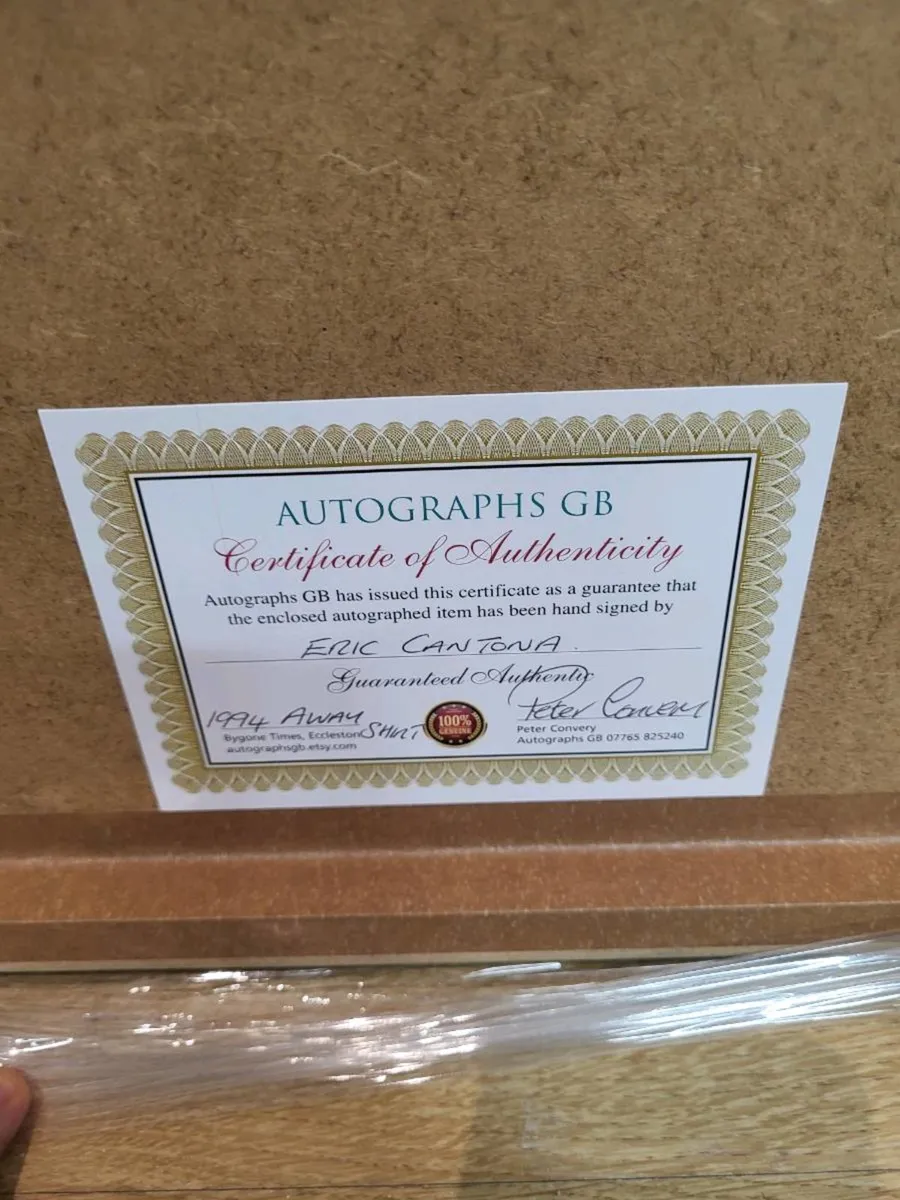 AUTOGRAPHS GB
Certificate of Authenticity
Autographs GB has issued this certificate as a guarantee that
the enclosed autographed item has been hand signed by
ERIC CANTONA.
Guaranteed Authentic
1994 AWAY SHIRT
Bygone Times, Eccleston
autographsgb.etsy.com
100%
GENUINE
Peter Convery
Peter Convery
Autographs GB 07765 825240